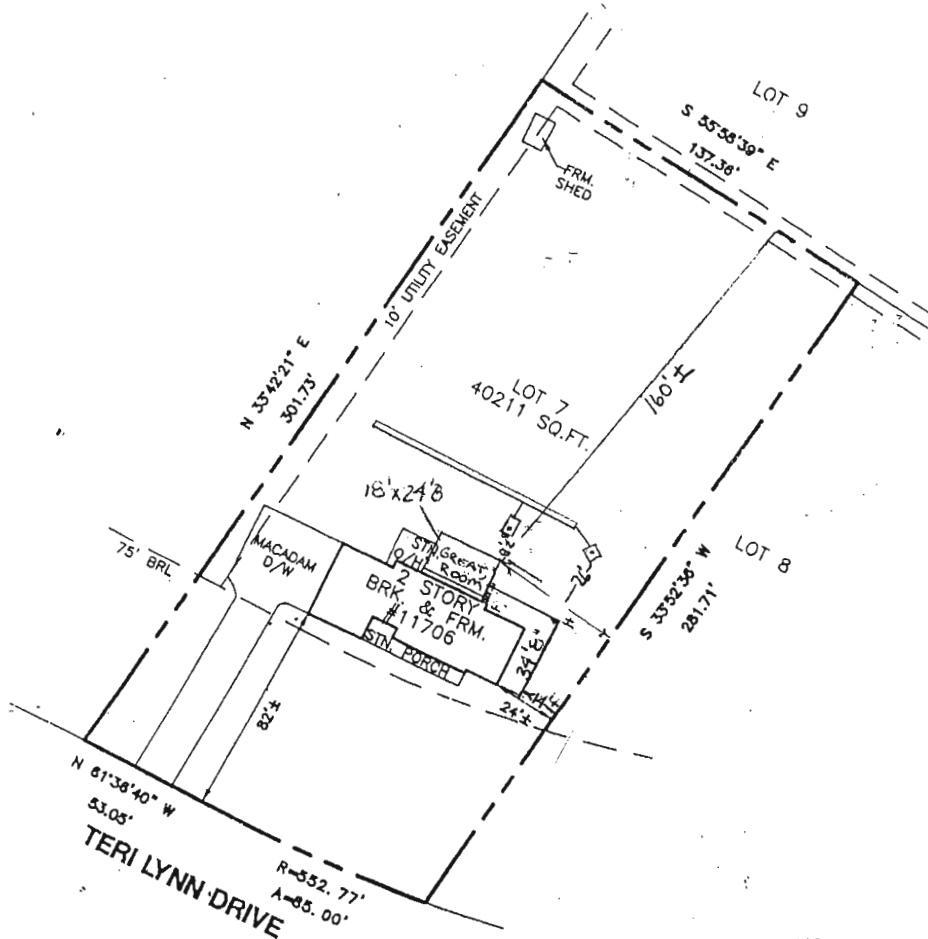 LOT 9
S 55°58'39" E
137.36'
FRM.
SHED
10' UTILITY EASEMENT
N 33°42'21" E
301.73'
LOT 7
40211 SQ.FT.
160' ±
18'x24'8
LOT 8
S 33°52'36" W
281.71'
75' BRL
MACADAM
D/W
STN.
O/H
GREAT
ROOM
2 STORY
BRK. & FRM.
#11706
STN. PORCH
34'8"
14'±
24'±
82'±
N 61°36'40" W
53.05'
TERI LYNN DRIVE
R=552.77'
A=85.00'